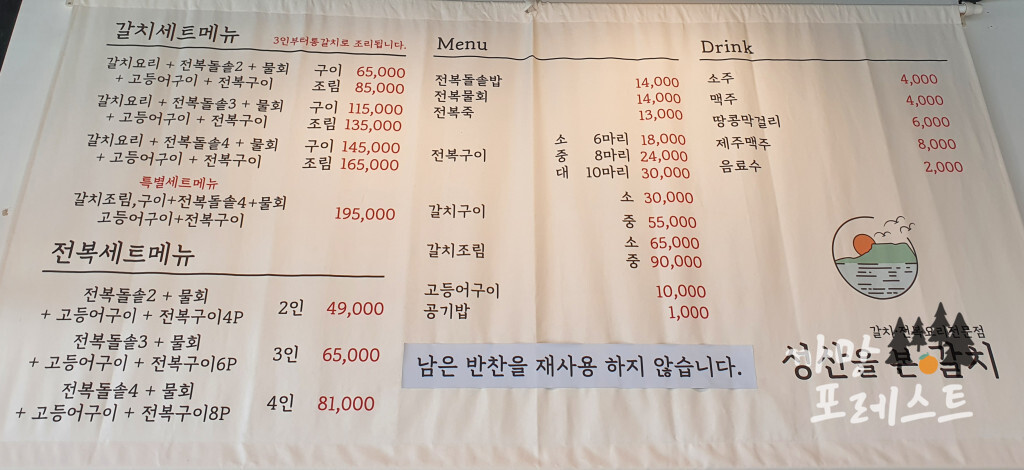 갈치세트메뉴
3인부터통갈치로 조리됩니다.
갈치요리 + 전복돌솥2 + 물회 구이 65,000
+ 고등어구이 + 전복구이 조림 85,000
갈치요리 + 전복돌솥3 + 물회 구이 115,000
+ 고등어구이 + 전복구이 조림 135,000
갈치요리 + 전복돌솥4 + 물회 구이 145,000
+ 고등어구이 + 전복구이 조림 165,000
특별세트메뉴
갈치조림,구이+전복돌솥4+물회
고등어구이+전복구이 195,000
전복세트메뉴
전복돌솥2 + 물회
+ 고등어구이 + 전복구이4P 2인 49,000
전복돌솥3 + 물회
+ 고등어구이 + 전복구이6P 3인 65,000
전복돌솥4 + 물회
+ 고등어구이 + 전복구이8P 4인 81,000
Menu
전복돌솥밥 14,000
전복물회 14,000
전복죽 13,000
소 6마리 18,000
전복구이 중 8마리 24,000
대 10마리 30,000
소 30,000
갈치구이
중 55,000
소 65,000
갈치조림
중 90,000
고등어구이 10,000
공기밥 1,000
남은 반찬을 재사용 하지 않습니다.
Drink
소주 4,000
맥주 4,000
땅콩막걸리 6,000
제주맥주 8,000
음료수 2,000
갈치·전복요리전문점
성산을 본 갈치
포레스트